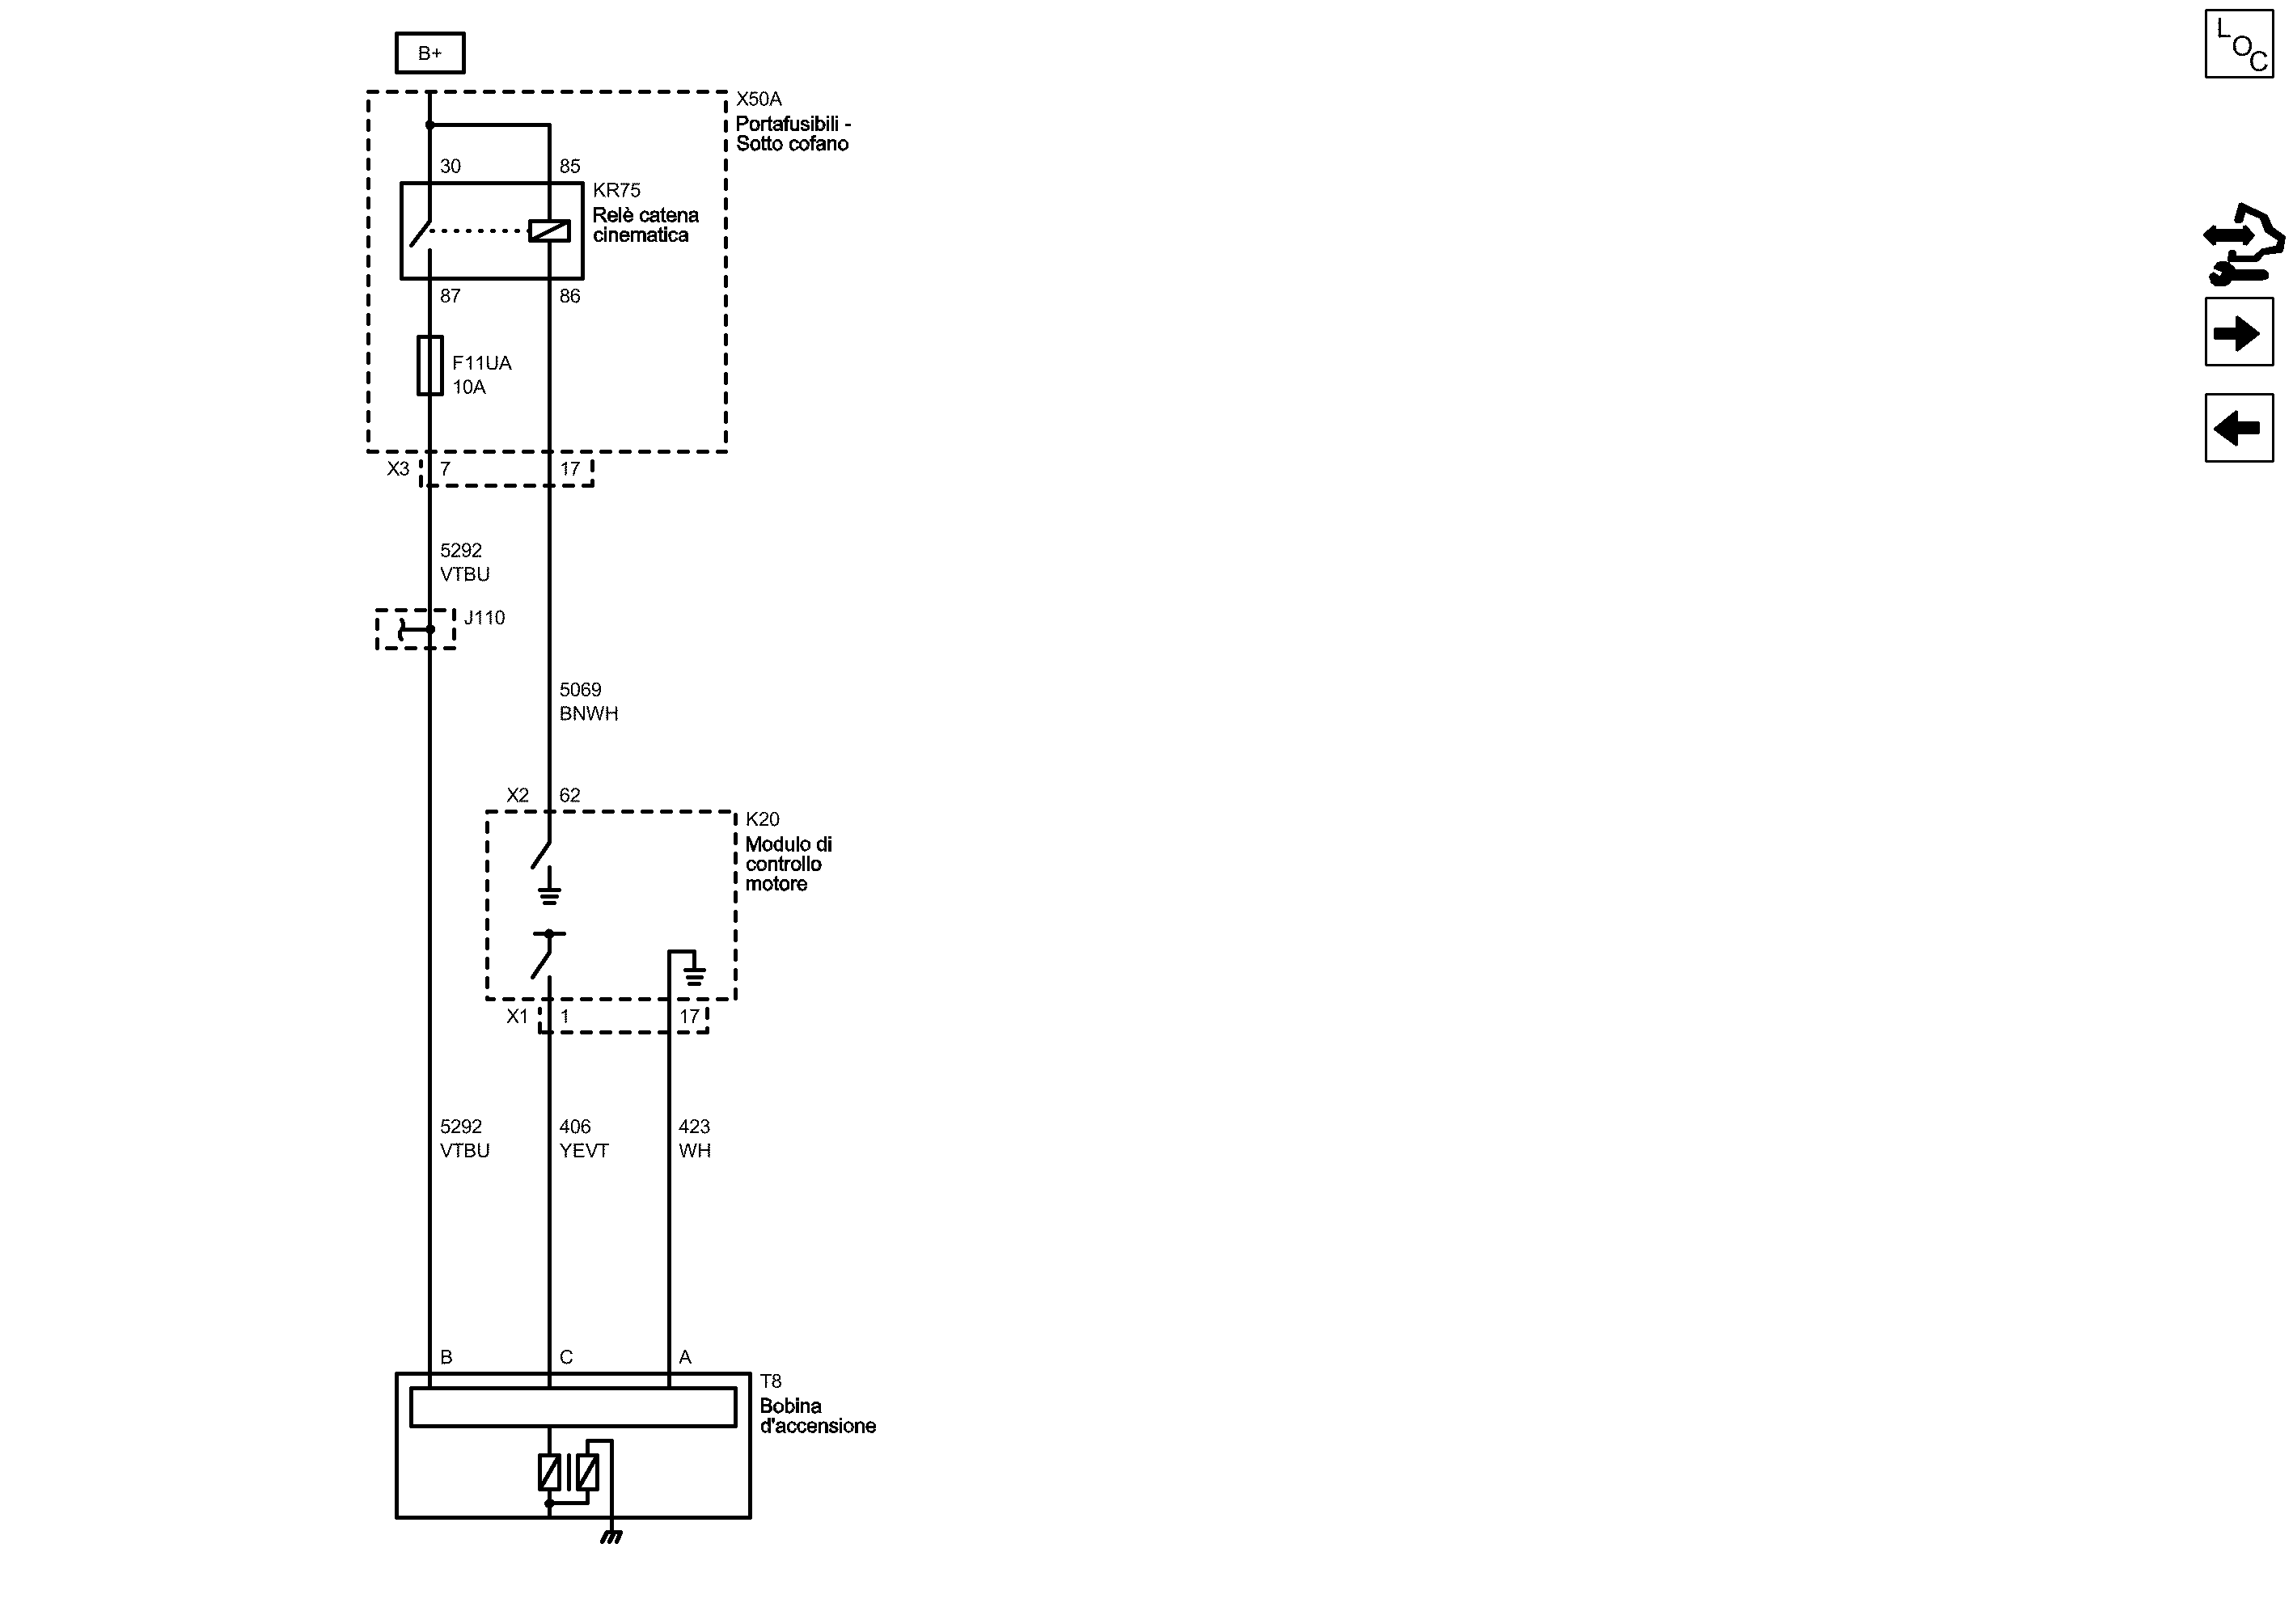 B+
L
O
C
X50A
Portafusibili -
Sotto cofano
30
85
KR75
Relè catena
cinematica
87
86
F11UA
10A
X3
7
17
5292
VTBU
J110
5069
BNWH
X2
62
K20
Modulo di
controllo
motore
X1
1
17
5292
VTBU
406
YEVT
423
WH
B
C
A
T8
Bobina
d'accensione